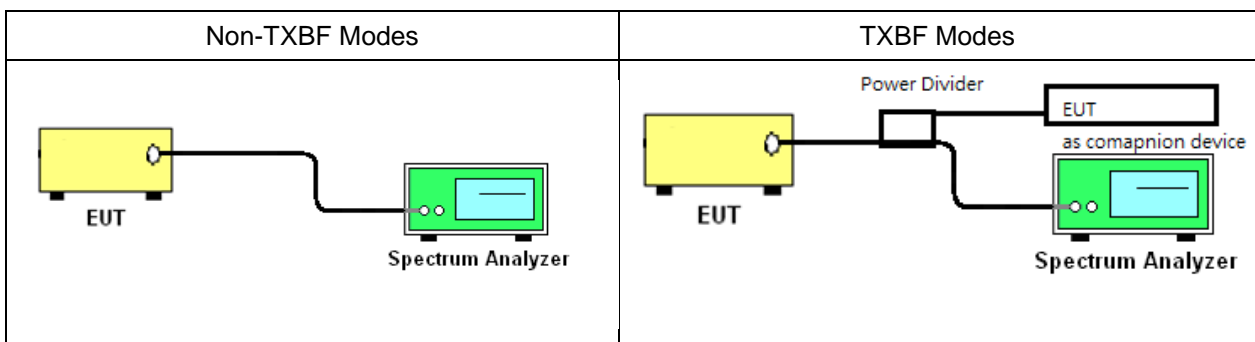 Non-TXBF Modes
TXBF Modes
EUT
Spectrum Analyzer
Power Divider
EUT
as comapnion device
EUT
Spectrum Analyzer